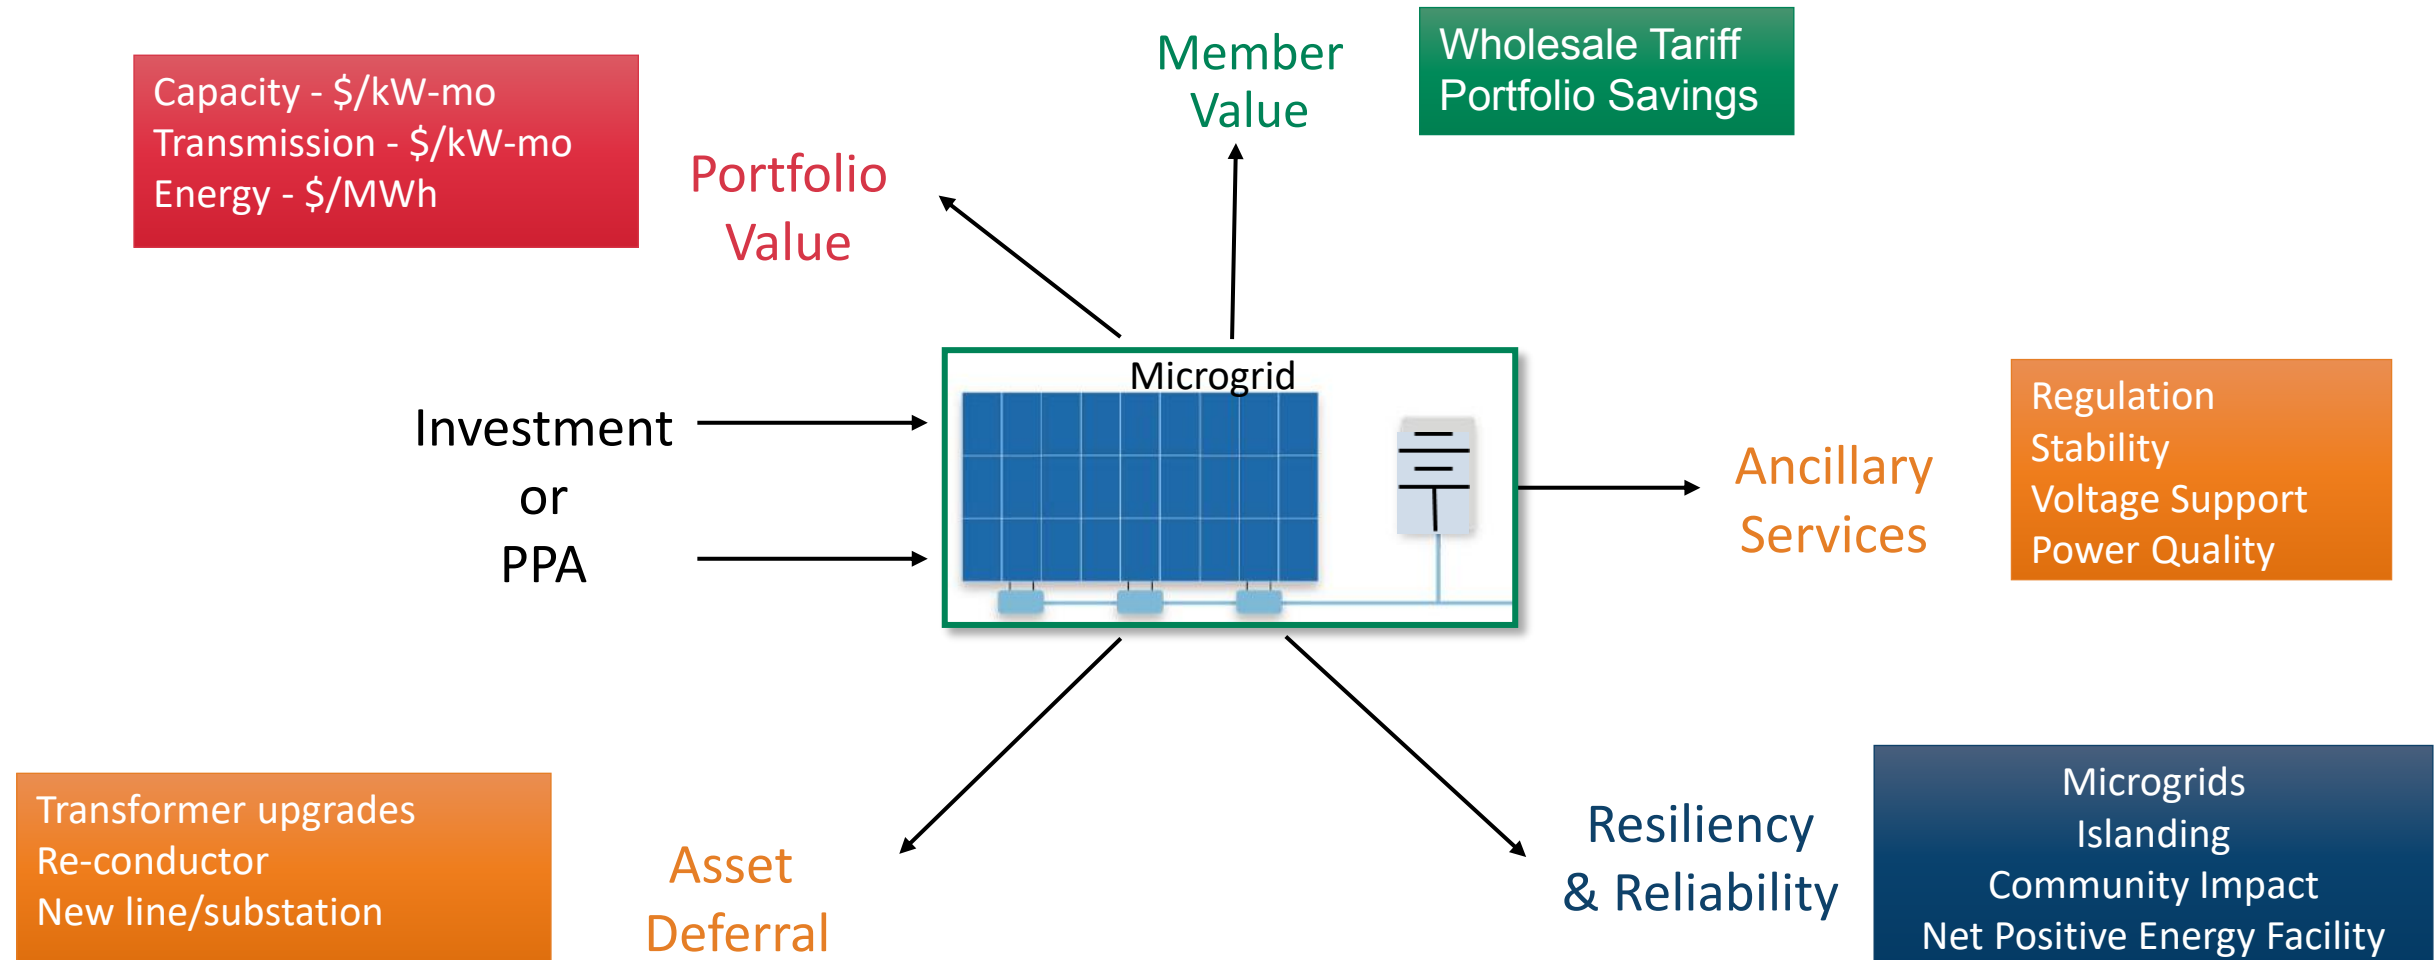 Member
Value
Wholesale Tariff
Portfolio Savings
Capacity - $/kW-mo
Transmission - $/kW-mo
Energy - $/MWh
Portfolio
Value
Microgrid
Investment
or
PPA
Ancillary
Services
Regulation
Stability
Voltage Support
Power Quality
Transformer upgrades
Re-conductor
New line/substation
Asset
Deferral
Resiliency
& Reliability
Microgrids
Islanding
Community Impact
Net Positive Energy Facility